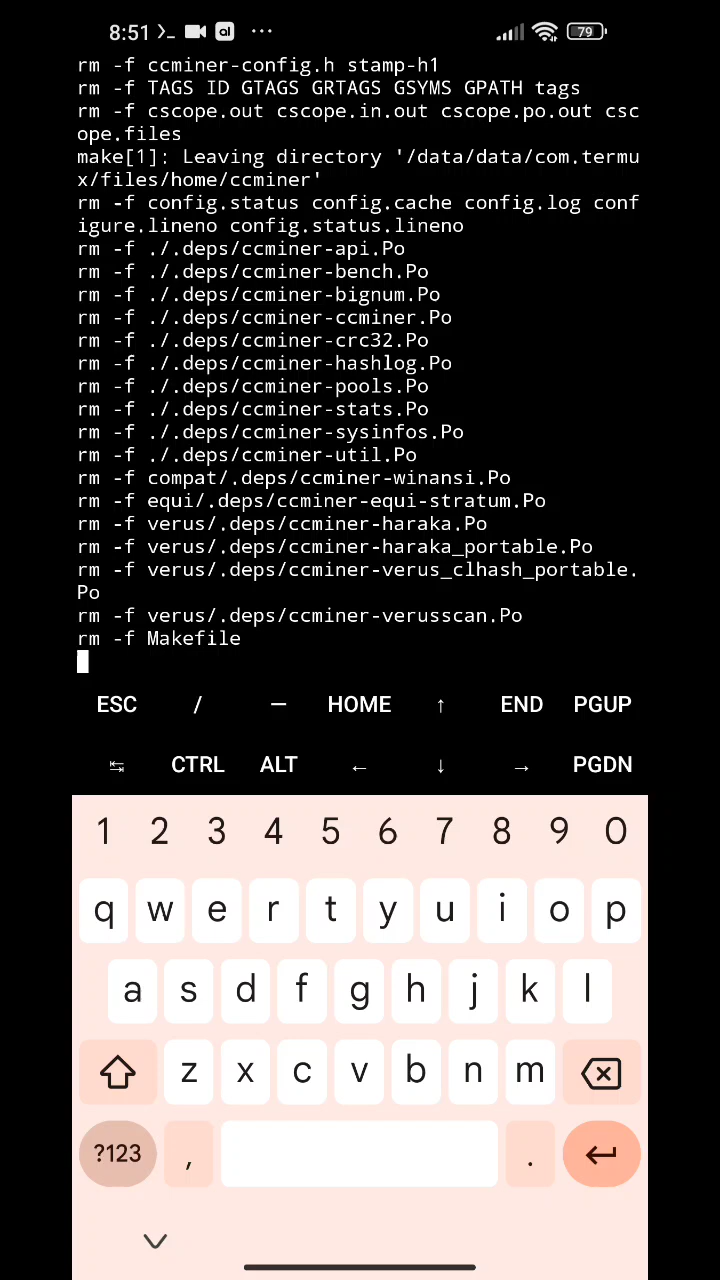 8:51 79
rm -f ccminer-config.h stamp-h1
rm -f TAGS ID GTAGS GRTAGS GSYMS GPATH tags
rm -f cscope.out cscope.in.out cscope.po.out csc
ope.files
make[1]: Leaving directory '/data/data/com.termu
x/files/home/ccminer'
rm -f config.status config.cache config.log conf
igure.lineno config.status.lineno
rm -f ./.deps/ccminer-api.Po
rm -f ./.deps/ccminer-bench.Po
rm -f ./.deps/ccminer-bignum.Po
rm -f ./.deps/ccminer-ccminer.Po
rm -f ./.deps/ccminer-crc32.Po
rm -f ./.deps/ccminer-hashlog.Po
rm -f ./.deps/ccminer-pools.Po
rm -f ./.deps/ccminer-stats.Po
rm -f ./.deps/ccminer-sysinfos.Po
rm -f ./.deps/ccminer-util.Po
rm -f compat/.deps/ccminer-winansi.Po
rm -f equi/.deps/ccminer-equi-stratum.Po
rm -f verus/.deps/ccminer-haraka.Po
rm -f verus/.deps/ccminer-haraka_portable.Po
rm -f verus/.deps/ccminer-verus_clhash_portable.
Po
rm -f verus/.deps/ccminer-verusscan.Po
rm -f Makefile
ESC / — HOME ↑ END PGUP
↹ CTRL ALT ← ↓ → PGDN
1 2 3 4 5 6 7 8 9 0
q w e r t y u i o p
a s d f g h j k l
z x c v b n m
?123 , .